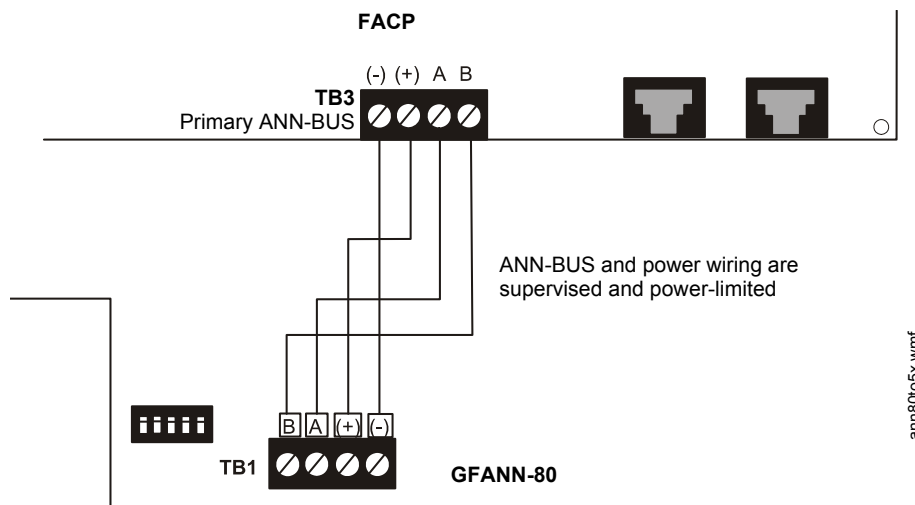 FACP
(-) (+) A B
TB3
Primary ANN-BUS
ANN-BUS and power wiring are
supervised and power-limited
ann80to5x.wmf
B A (+) (-)
TB1
GFANN-80